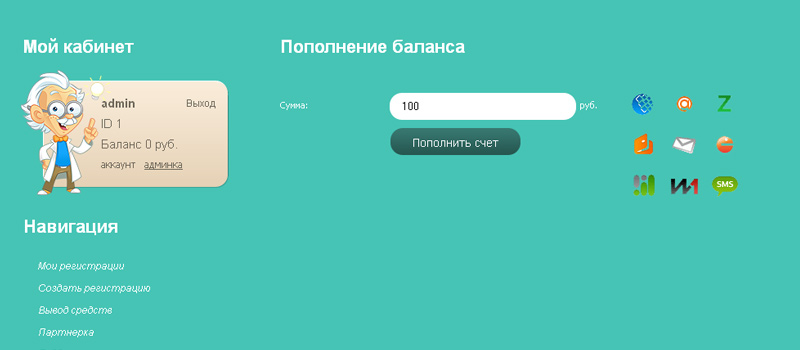 Мой кабинет
admin Выход
ID 1
Баланс 0 руб.
аккаунт админка
Навигация
Мои регистрации
Создать регистрацию
Вывод средств
Партнерка
Пополнение баланса
Сумма: 100 руб.
Пополнить счет
Z
W1
SMS